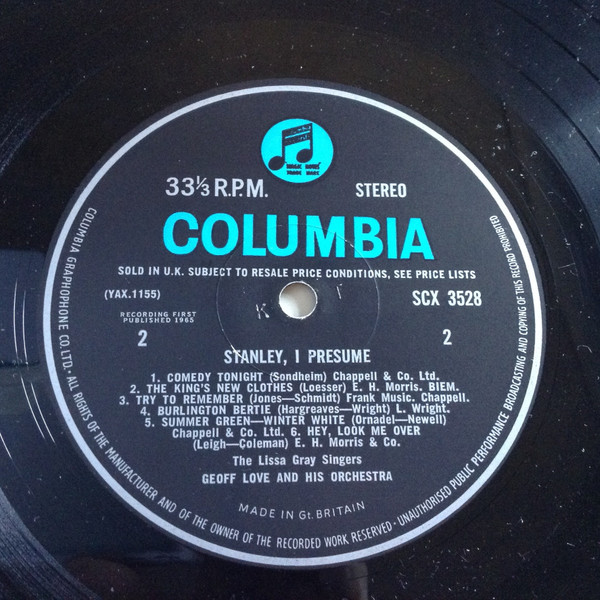 MAGIC NOTES
TRADE MARK
33⅓ R.P.M. STEREO
COLUMBIA
SOLD IN U.K. SUBJECT TO RESALE PRICE CONDITIONS, SEE PRICE LISTS
(YAX.1155) SCX 3528
RECORDING FIRST
PUBLISHED 1965
2 2
K T
STANLEY, I PRESUME
1. COMEDY TONIGHT (Sondheim) Chappell & Co. Ltd.
2. THE KING'S NEW CLOTHES (Loesser) E. H. Morris. BIEM.
3. TRY TO REMEMBER (Jones—Schmidt) Frank Music. Chappell.
4. BURLINGTON BERTIE (Hargreaves—Wright) L. Wright.
5. SUMMER GREEN—WINTER WHITE (Ornadel—Newell)
Chappell & Co. Ltd. 6. HEY, LOOK ME OVER
(Leigh—Coleman) E. H. Morris & Co.
The Lissa Gray Singers
GEOFF LOVE AND HIS ORCHESTRA
MADE IN Gt. BRITAIN
COLUMBIA GRAPHOPHONE CO. LTD. · ALL RIGHTS OF THE MANUFACTURER AND OF THE OWNER OF THE RECORDED WORK RESERVED · UNAUTHORISED PUBLIC PERFORMANCE BROADCASTING AND COPYING OF THIS RECORD PROHIBITED